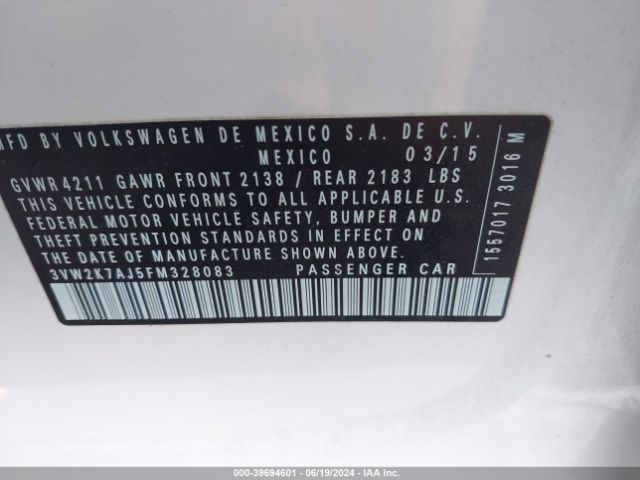 MFD BY VOLKSWAGEN DE MEXICO S.A. DE C.V.
MEXICO 03/15
GVWR 4211 GAWR FRONT 2138 / REAR 2183 LBS
THIS VEHICLE CONFORMS TO ALL APPLICABLE U.S.
FEDERAL MOTOR VEHICLE SAFETY, BUMPER AND
THEFT PREVENTION STANDARDS IN EFFECT ON
THE DATE OF MANUFACTURE SHOWN ABOVE.
3VW2K7AJ5FM328083 PASSENGER CAR
1557017 3016 M
000-39694601 - 06/19/2024 - IAAI.COM